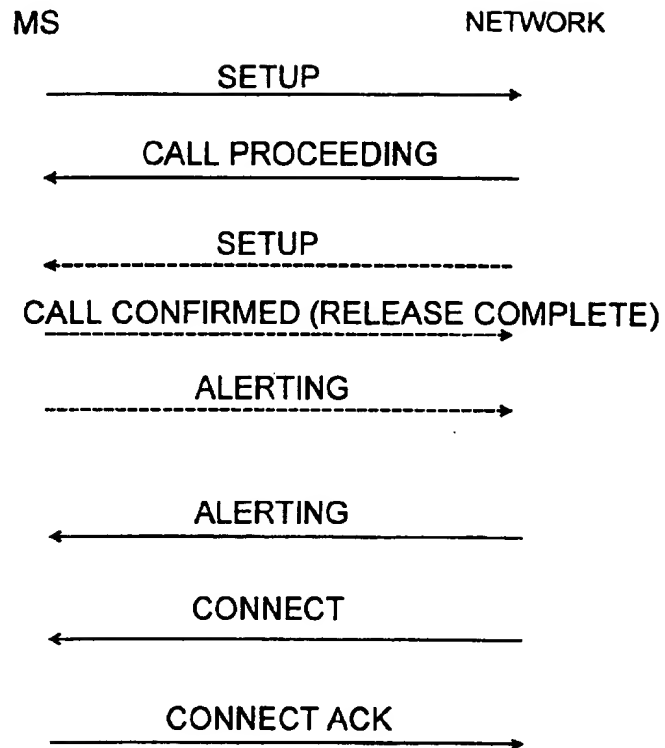 MS NETWORK
SETUP
CALL PROCEEDING
SETUP
CALL CONFIRMED (RELEASE COMPLETE)
ALERTING
ALERTING
CONNECT
CONNECT ACK